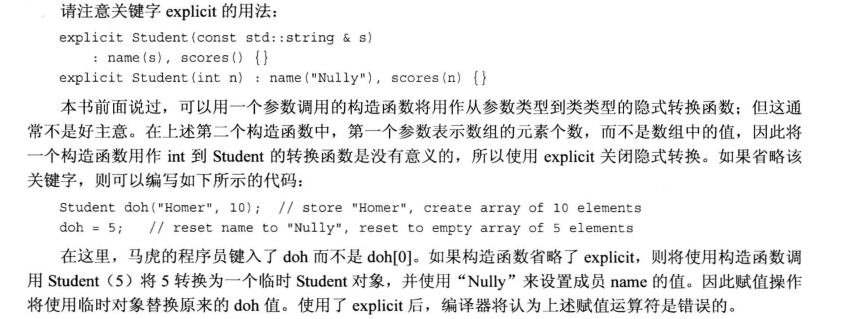 请注意关键字 explicit 的用法：
explicit Student(const std::string & s)
: name(s), scores() {}
explicit Student(int n) : name("Nully"), scores(n) {}
本书前面说过，可以用一个参数调用的构造函数将用作从参数类型到类类型的隐式转换函数；但这通
常不是好主意。在上述第二个构造函数中，第一个参数表示数组的元素个数，而不是数组中的值，因此将
一个构造函数用作 int 到 Student 的转换函数是没有意义的，所以使用 explicit 关闭隐式转换。如果省略该
关键字，则可以编写如下所示的代码：
Student doh("Homer", 10); // store "Homer", create array of 10 elements
doh = 5; // reset name to "Nully", reset to empty array of 5 elements
在这里，马虎的程序员键入了 doh 而不是 doh[0]。如果构造函数省略了 explicit，则将使用构造函数调
用 Student（5）将 5 转换为一个临时 Student 对象，并使用“Nully”来设置成员 name 的值。因此赋值操作
将使用临时对象替换原来的 doh 值。使用了 explicit 后，编译器将认为上述赋值运算符是错误的。